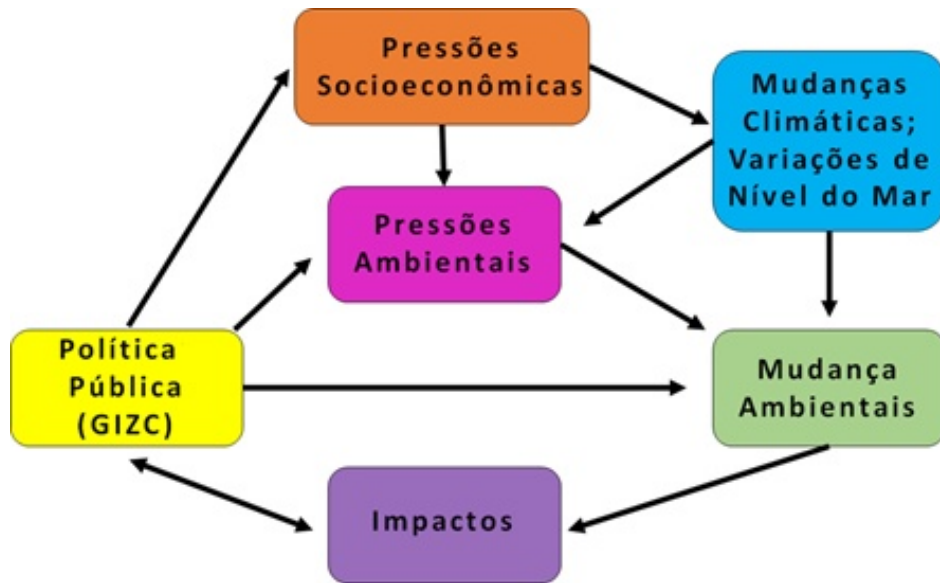 Pressões
Socioeconômicas
Mudanças
Climáticas;
Variações de
Nível do Mar
Pressões
Ambientais
Política
Pública
(GIZC)
Mudança
Ambientais
Impactos